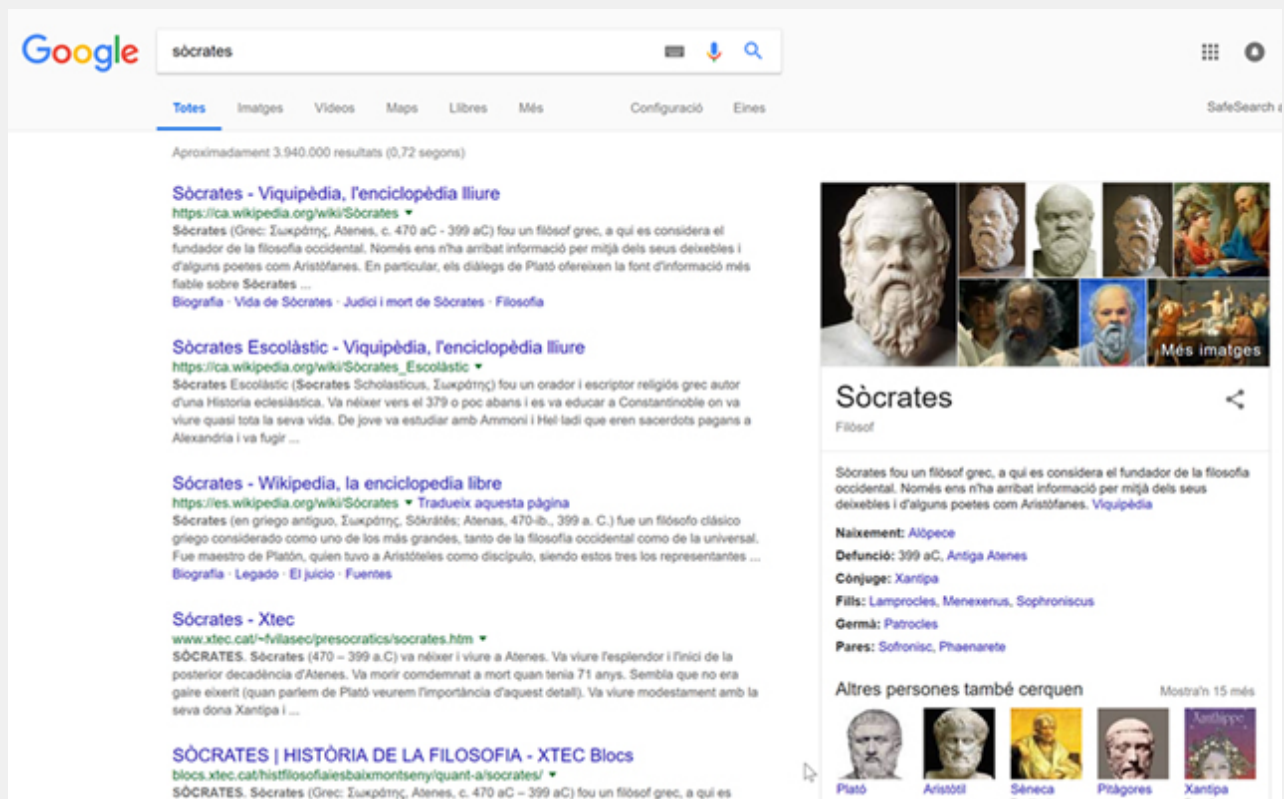 Google
sòcrates
Totes Imatges Vídeos Maps Llibres Més Configuració Eines
SafeSearch a
Aproximadament 3.940.000 resultats (0,72 segons)
Sòcrates - Viquipèdia, l'enciclopèdia lliure
https://ca.wikipedia.org/wiki/Sòcrates
Sòcrates (Grec: Σωκράτης, Atenes, c. 470 aC - 399 aC) fou un filòsof grec, a qui es considera el
fundador de la filosofia occidental. Només ens n'ha arribat informació per mitjà dels seus deixebles i
d'alguns poetes com Aristòfanes. En particular, els diàlegs de Plató ofereixen la font d'informació més
fiable sobre Sòcrates ...
Biografia · Vida de Sòcrates · Judici i mort de Sòcrates · Filosofia
Sòcrates Escolàstic - Viquipèdia, l'enciclopèdia lliure
https://ca.wikipedia.org/wiki/Sòcrates_Escolàstic
Sòcrates Escolàstic (Socrates Scholasticus, Σωκράτης) fou un orador i escriptor religiós grec autor
d'una Historia eclesiàstica. Va néixer vers el 379 o poc abans i es va educar a Constantinoble on va
viure quasi tota la seva vida. De jove va estudiar amb Ammoni i Hel·ladi que eren sacerdots pagans a
Alexandria i va fugir ...
Sócrates - Wikipedia, la enciclopedia libre
https://es.wikipedia.org/wiki/Sócrates Tradueix aquesta pàgina
Sócrates (en griego antiguo, Σωκράτης, Sōkrátēs; Atenas, 470-ib., 399 a. C.) fue un filósofo clásico
griego considerado como uno de los más grandes, tanto de la filosofía occidental como de la universal.
Fue maestro de Platón, quien tuvo a Aristóteles como discípulo, siendo estos tres los representantes ...
Biografía · Legado · El juicio · Fuentes
Sócrates - Xtec
www.xtec.cat/~fvilasec/presocratics/socrates.htm
SÒCRATES. Sòcrates (470 – 399 a.C) va néixer i viure a Atenes. Va viure l'esplendor i l'inici de la
posterior decadència d'Atenes. Va morir comdemnat a mort quan tenia 71 anys. Sembla que no era
gaire eixerit (quan parlem de Plató veurem l'importància d'aquest detall). Va viure modestament amb la
seva dona Xantipa i ...
SÒCRATES | HISTÒRIA DE LA FILOSOFIA - XTEC Blocs
blocs.xtec.cat/histfilosofiaiesbaixmontseny/quant-a/socrates/
SÒCRATES. Sòcrates (Grec: Σωκράτης, Atenes, c. 470 aC – 399 aC) fou un filòsof grec, a qui es
Més imatges
Sòcrates
Filòsof
Sòcrates fou un filòsof grec, a qui es considera el fundador de la filosofia
occidental. Només ens n'ha arribat informació per mitjà dels seus
deixebles i d'alguns poetes com Aristòfanes. Viquipèdia
Naixement: Alòpece
Defunció: 399 aC, Antiga Atenes
Cònjuge: Xantipa
Fills: Lamprocles, Menexenus, Sophroniscus
Germà: Patrocles
Pares: Sofronisc, Phaenarete
Altres persones també cerquen Mostra'n 15 més
Xanthippe
Plató Aristòtil Sèneca Pitàgores Xantipa